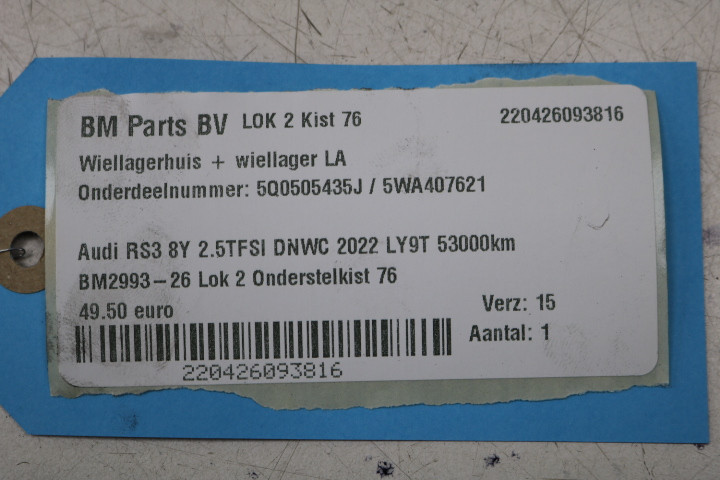 BM Parts BV LOK 2 Kist 76 220426093816
Wiellagerhuis + wiellager LA
Onderdeelnummer: 5Q0505435J / 5WA407621
Audi RS3 8Y 2.5TFSI DNWC 2022 LY9T 53000km
BM2993-26 Lok 2 Onderstelkist 76
49.50 euro Verz: 15
Aantal: 1
220426093816